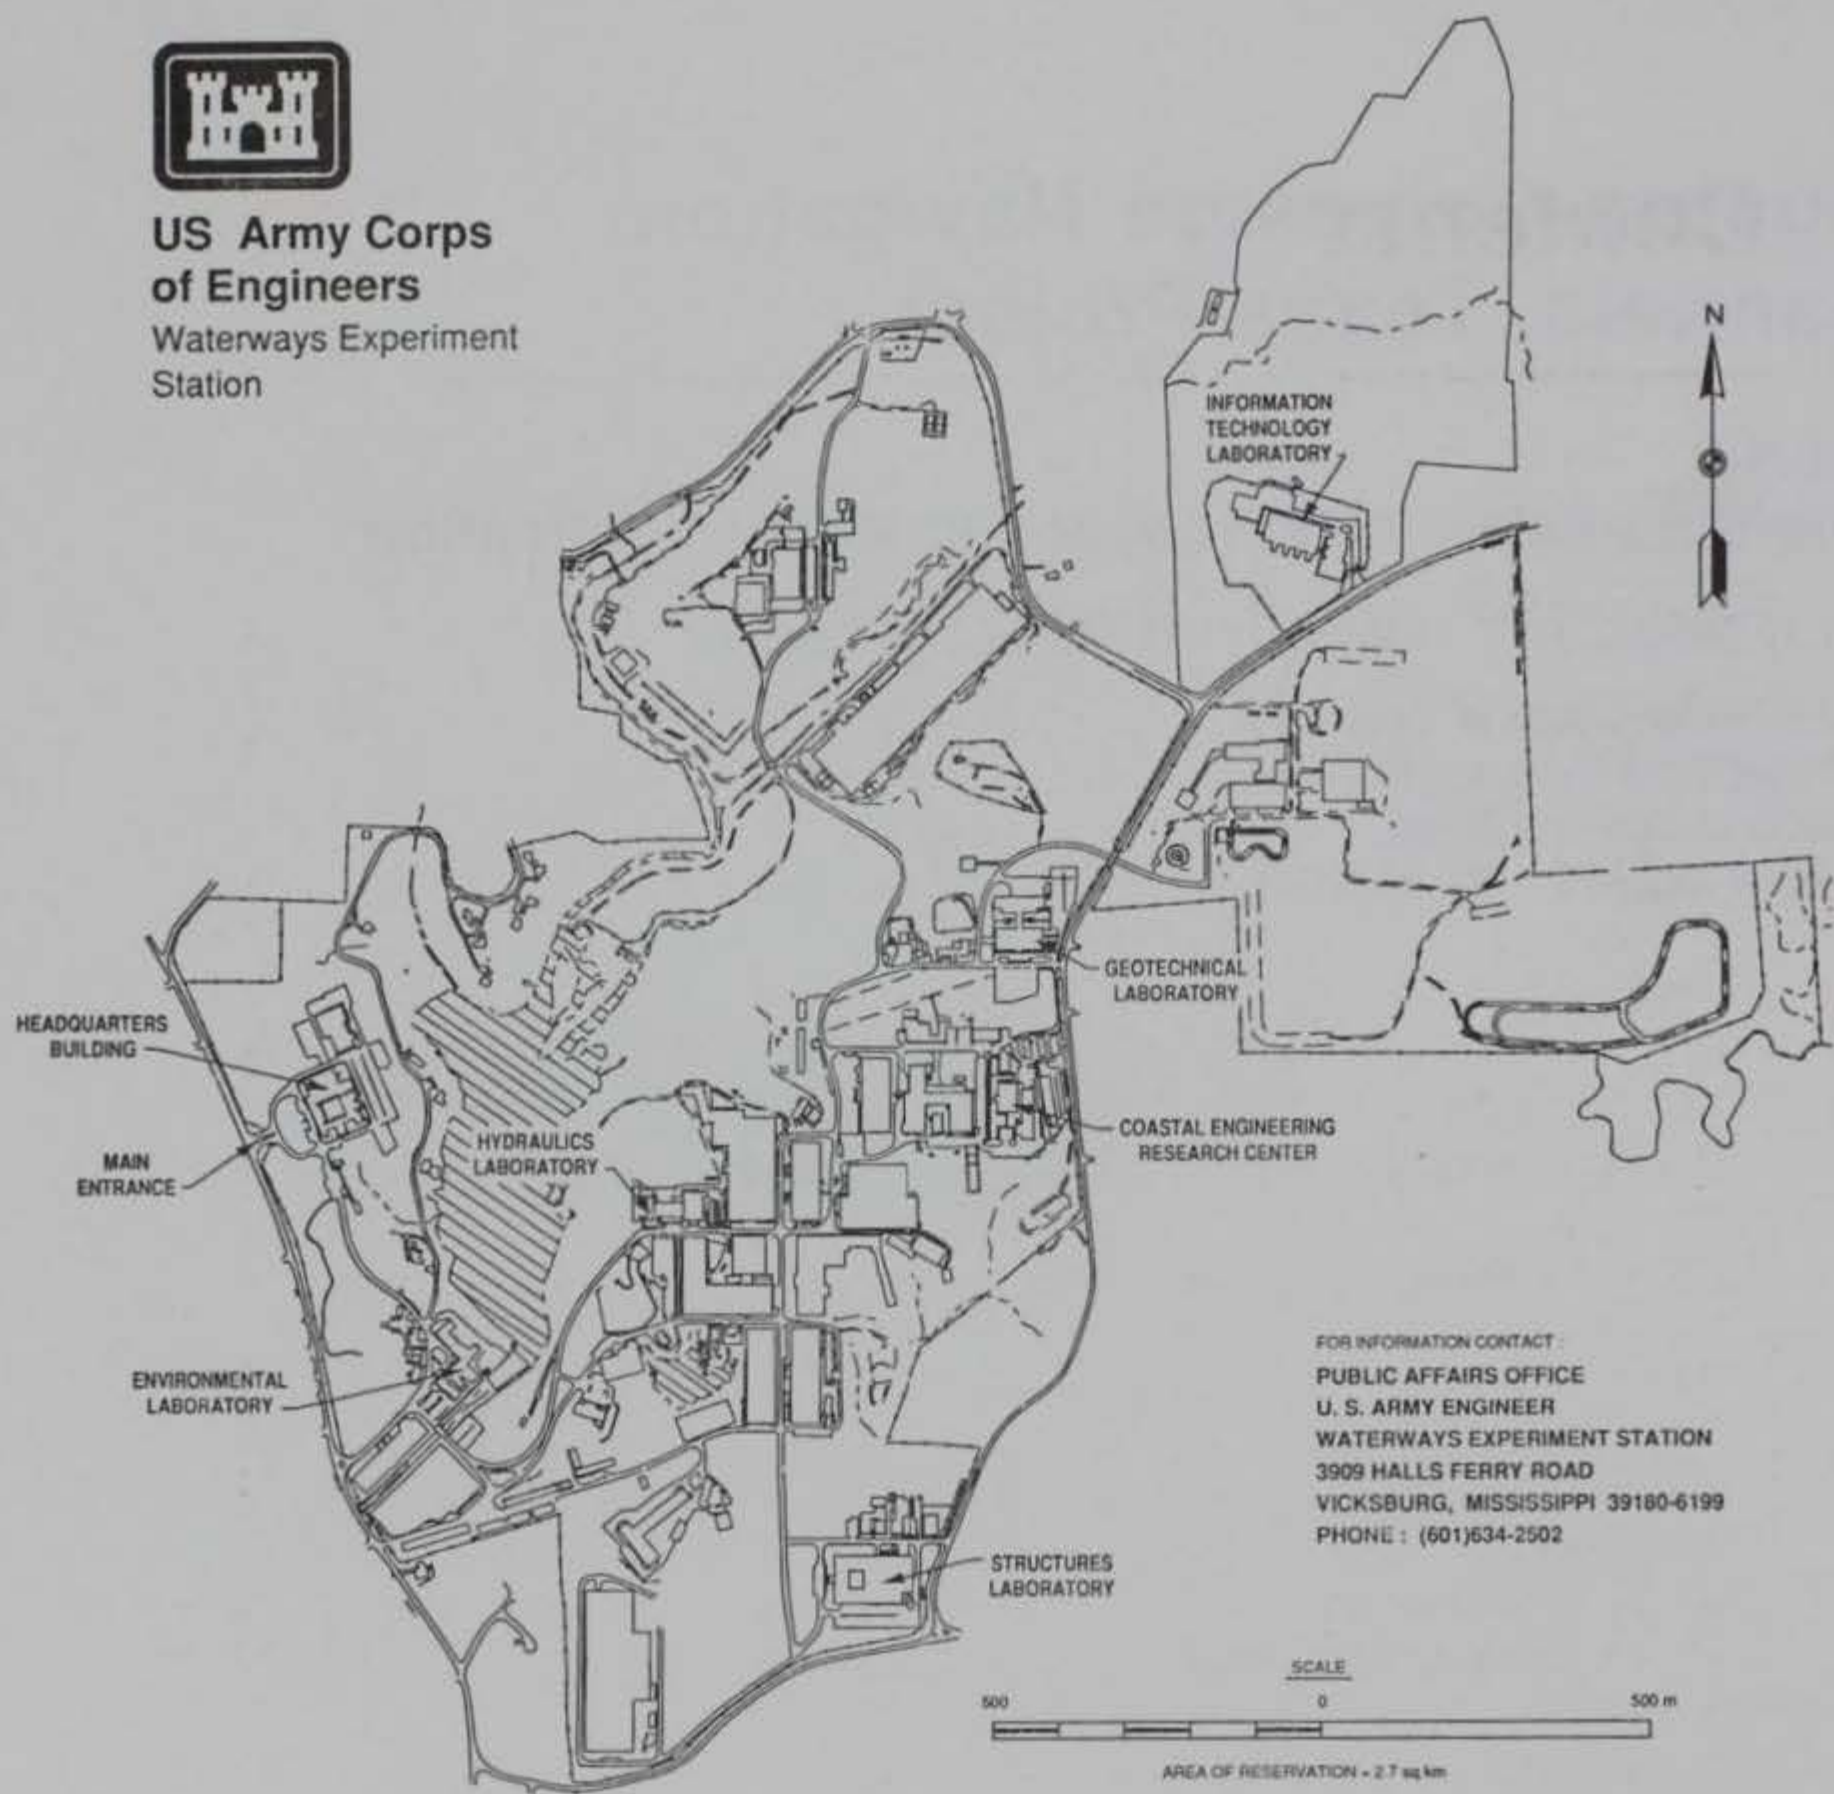 US Army Corps
of Engineers
Waterways Experiment
Station
N
INFORMATION
TECHNOLOGY
LABORATORY
GEOTECHNICAL
LABORATORY
HEADQUARTERS
BUILDING
MAIN
ENTRANCE
HYDRAULICS
LABORATORY
COASTAL ENGINEERING
RESEARCH CENTER
ENVIRONMENTAL
LABORATORY
STRUCTURES
LABORATORY
FOR INFORMATION CONTACT :
PUBLIC AFFAIRS OFFICE
U. S. ARMY ENGINEER
WATERWAYS EXPERIMENT STATION
3909 HALLS FERRY ROAD
VICKSBURG, MISSISSIPPI 39180-6199
PHONE : (601)634-2502
SCALE
500 0 500 m
AREA OF RESERVATION = 2.7 sq km